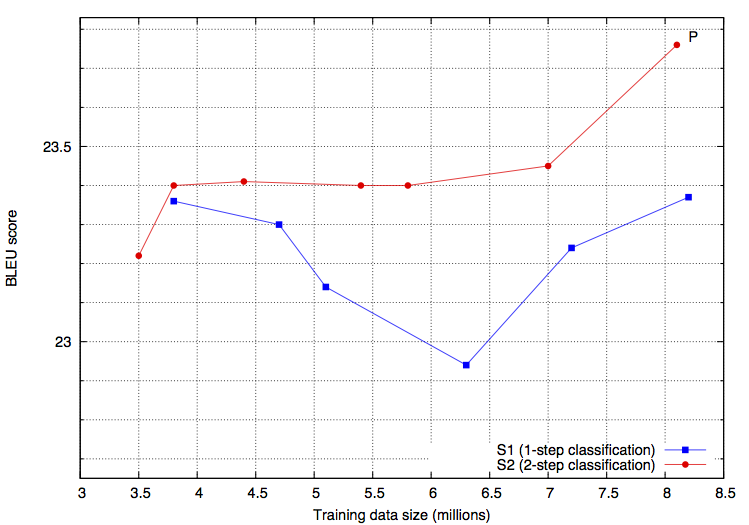 P
23.5
BLEU score
23
S1 (1-step classification)
S2 (2-step classification)
3 3.5 4 4.5 5 5.5 6 6.5 7 7.5 8 8.5
Training data size (millions)